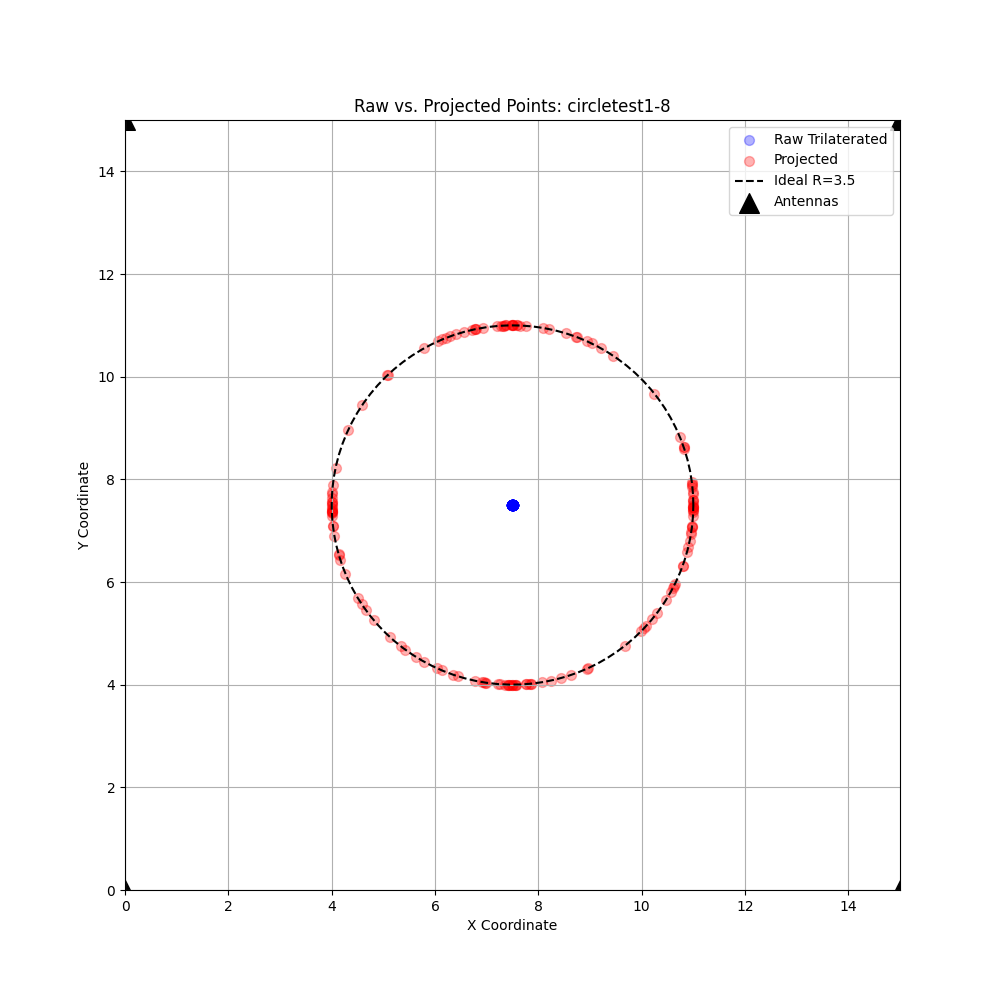 Raw vs. Projected Points: circletest1-8
Raw Trilaterated
Projected
Ideal R=3.5
Antennas
14
12
10
8
6
4
2
0
Y Coordinate
0 2 4 6 8 10 12 14
X Coordinate